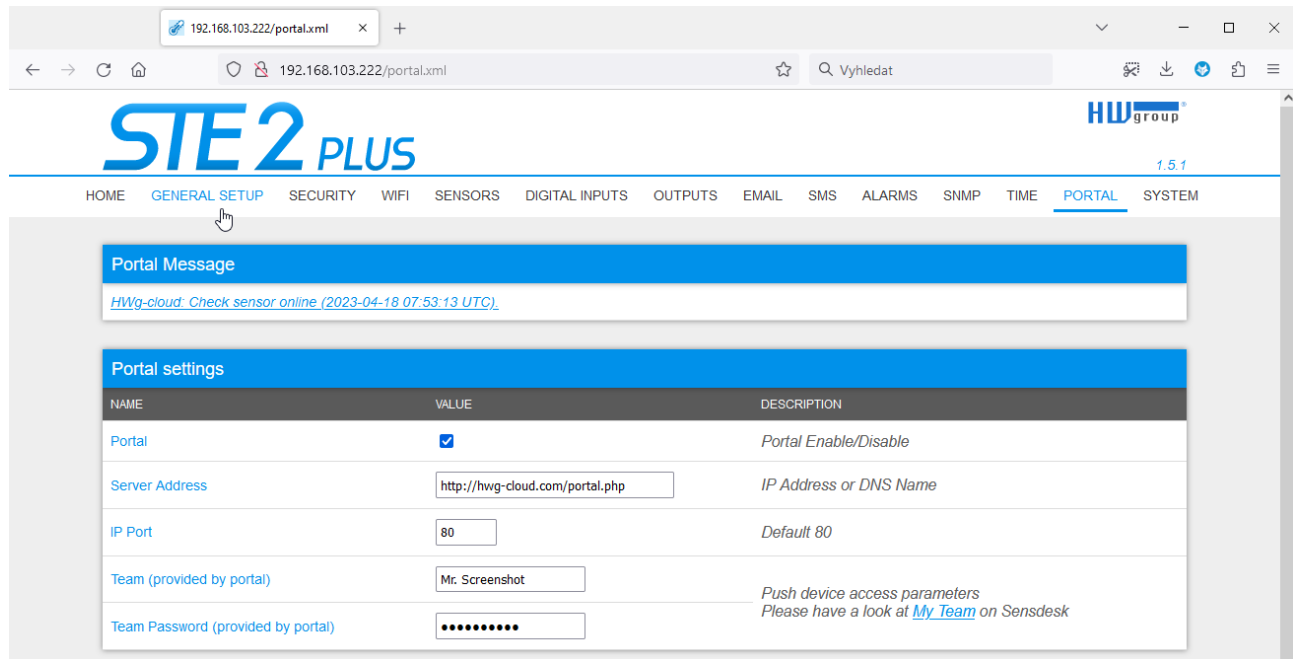 192.168.103.222/portal.xml
192.168.103.222/portal.xml
Vyhledat
STE2 PLUS
HWgroup
1.5.1
HOME GENERAL SETUP SECURITY WIFI SENSORS DIGITAL INPUTS OUTPUTS EMAIL SMS ALARMS SNMP TIME PORTAL SYSTEM
Portal Message
HWg-cloud: Check sensor online (2023-04-18 07:53:13 UTC).
Portal settings
NAME VALUE DESCRIPTION
Portal Portal Enable/Disable
Server Address http://hwg-cloud.com/portal.php IP Address or DNS Name
IP Port 80 Default 80
Team (provided by portal) Mr. Screenshot
Push device access parameters
Please have a look at My Team on Sensdesk
Team Password (provided by portal) ••••••••••